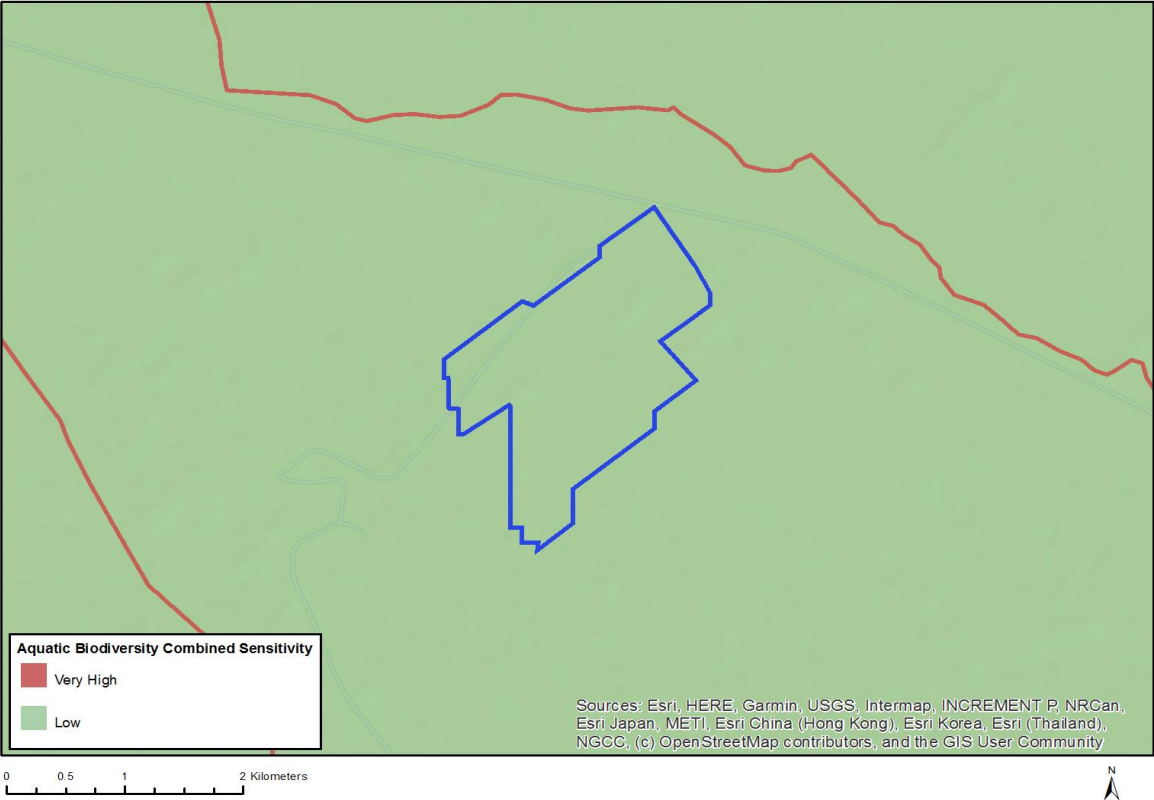 Aquatic Biodiversity Combined Sensitivity
Very High
Low
Sources: Esri, HERE, Garmin, USGS, Intermap, INCREMENT P, NRCan,
Esri Japan, METI, Esri China (Hong Kong), Esri Korea, Esri (Thailand),
NGCC, (c) OpenStreetMap contributors, and the GIS User Community
0 0.5 1 2 Kilometers
N